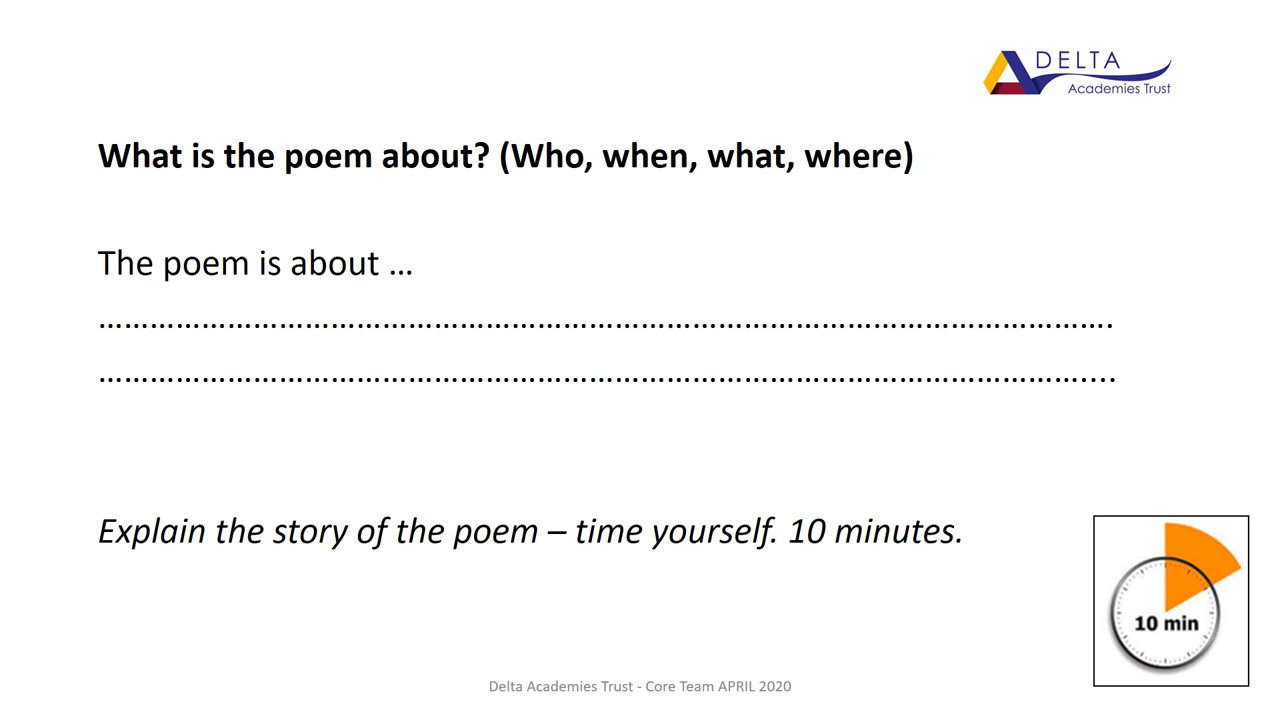 DELTA
Academies Trust
What is the poem about? (Who, when, what, where)
The poem is about …
……………………………………………………………………………………………………….
……………………………………………………………………………………………………....
Explain the story of the poem – time yourself. 10 minutes.
10 min
Delta Academies Trust - Core Team APRIL 2020